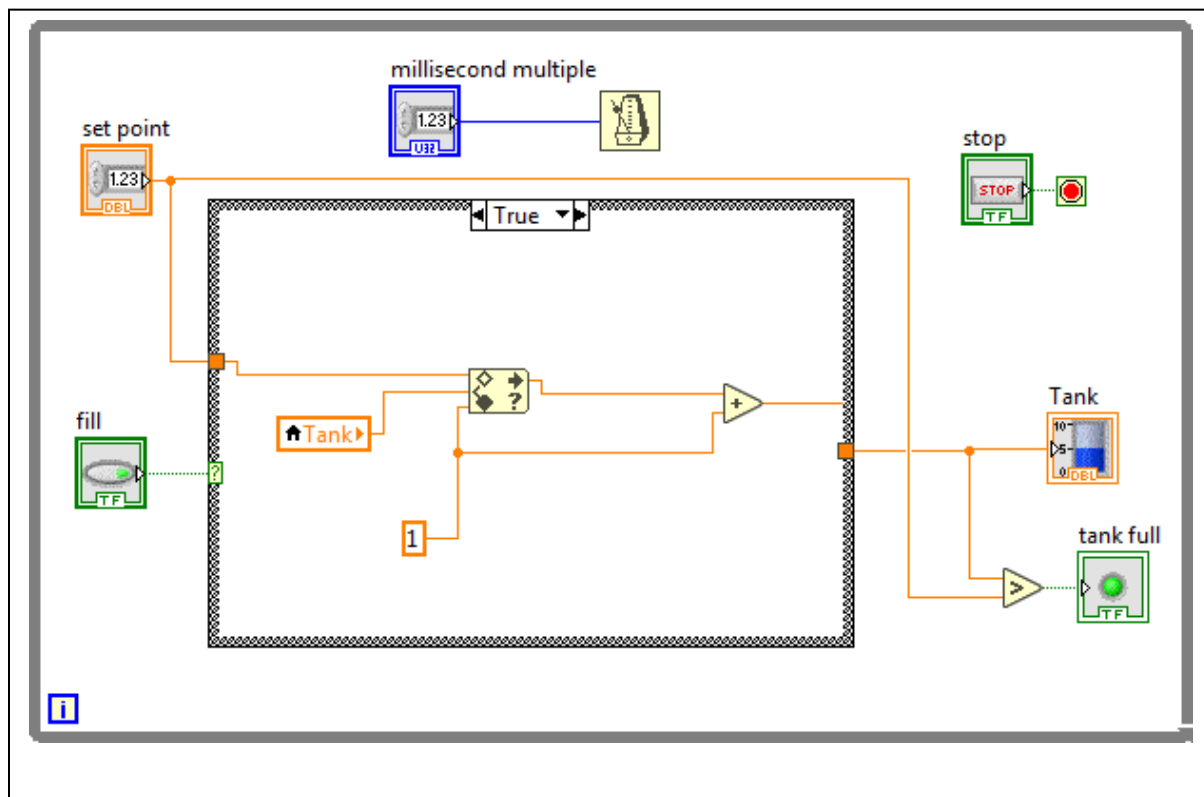 millisecond multiple
1.23
U32
set point
1.23
DBL
stop
STOP
TF
True
?
Tank
+
fill
TF
?
1
Tank
10
5
0
DBL
tank full
>
TF
i